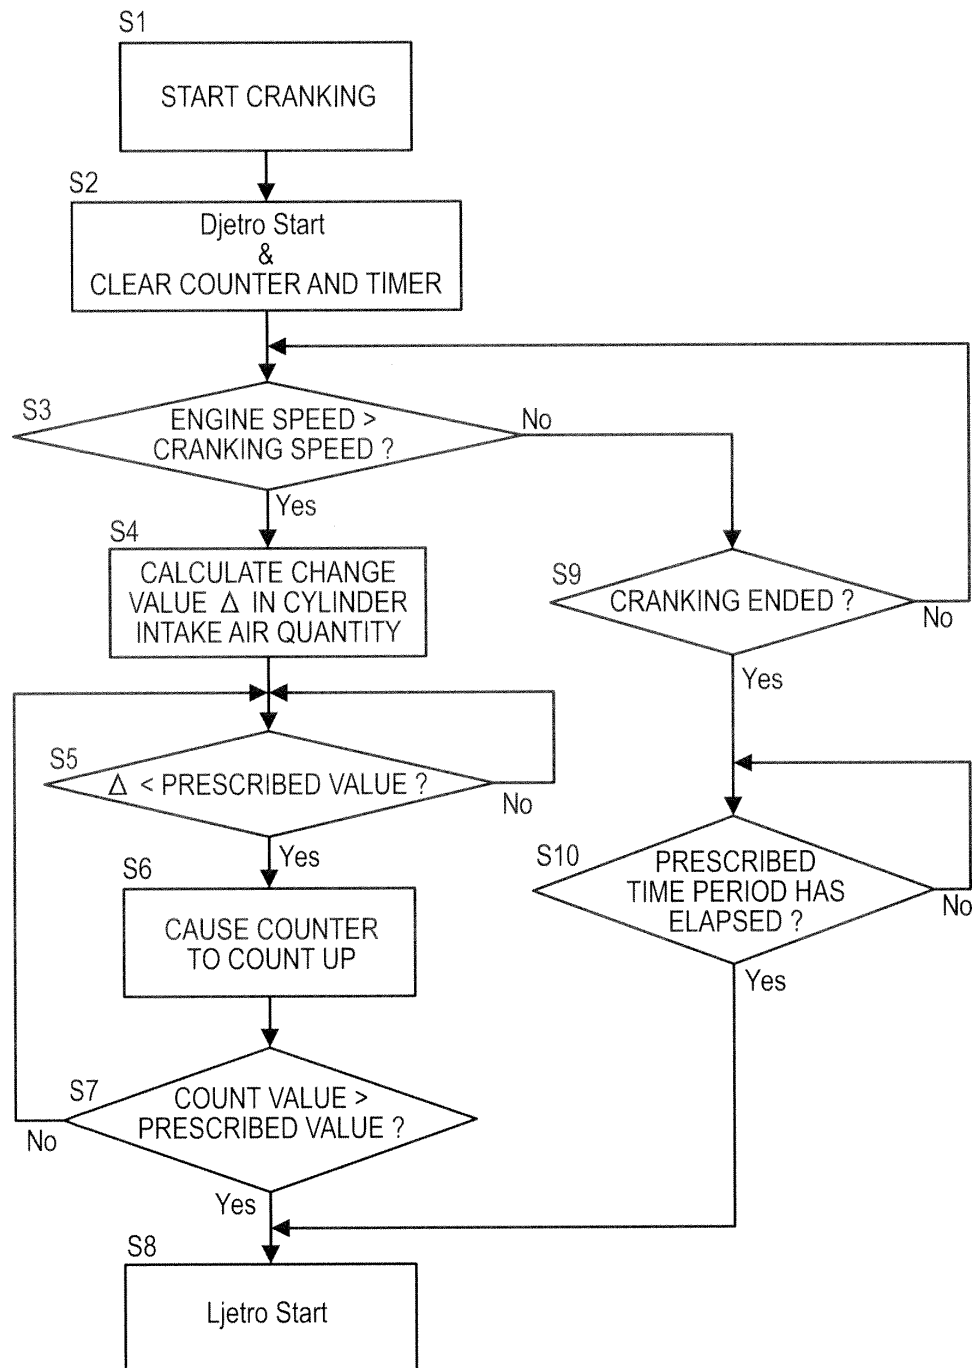 S1
START CRANKING
S2
Djetro Start
&
CLEAR COUNTER AND TIMER
S3
ENGINE SPEED >
CRANKING SPEED ?
No
Yes
S4
CALCULATE CHANGE
VALUE Δ IN CYLINDER
INTAKE AIR QUANTITY
S9
CRANKING ENDED ?
No
Yes
S5
Δ < PRESCRIBED VALUE ?
No
Yes
S10
PRESCRIBED
TIME PERIOD HAS
ELAPSED ?
No
Yes
S6
CAUSE COUNTER
TO COUNT UP
S7
COUNT VALUE >
PRESCRIBED VALUE ?
No
Yes
S8
Ljetro Start